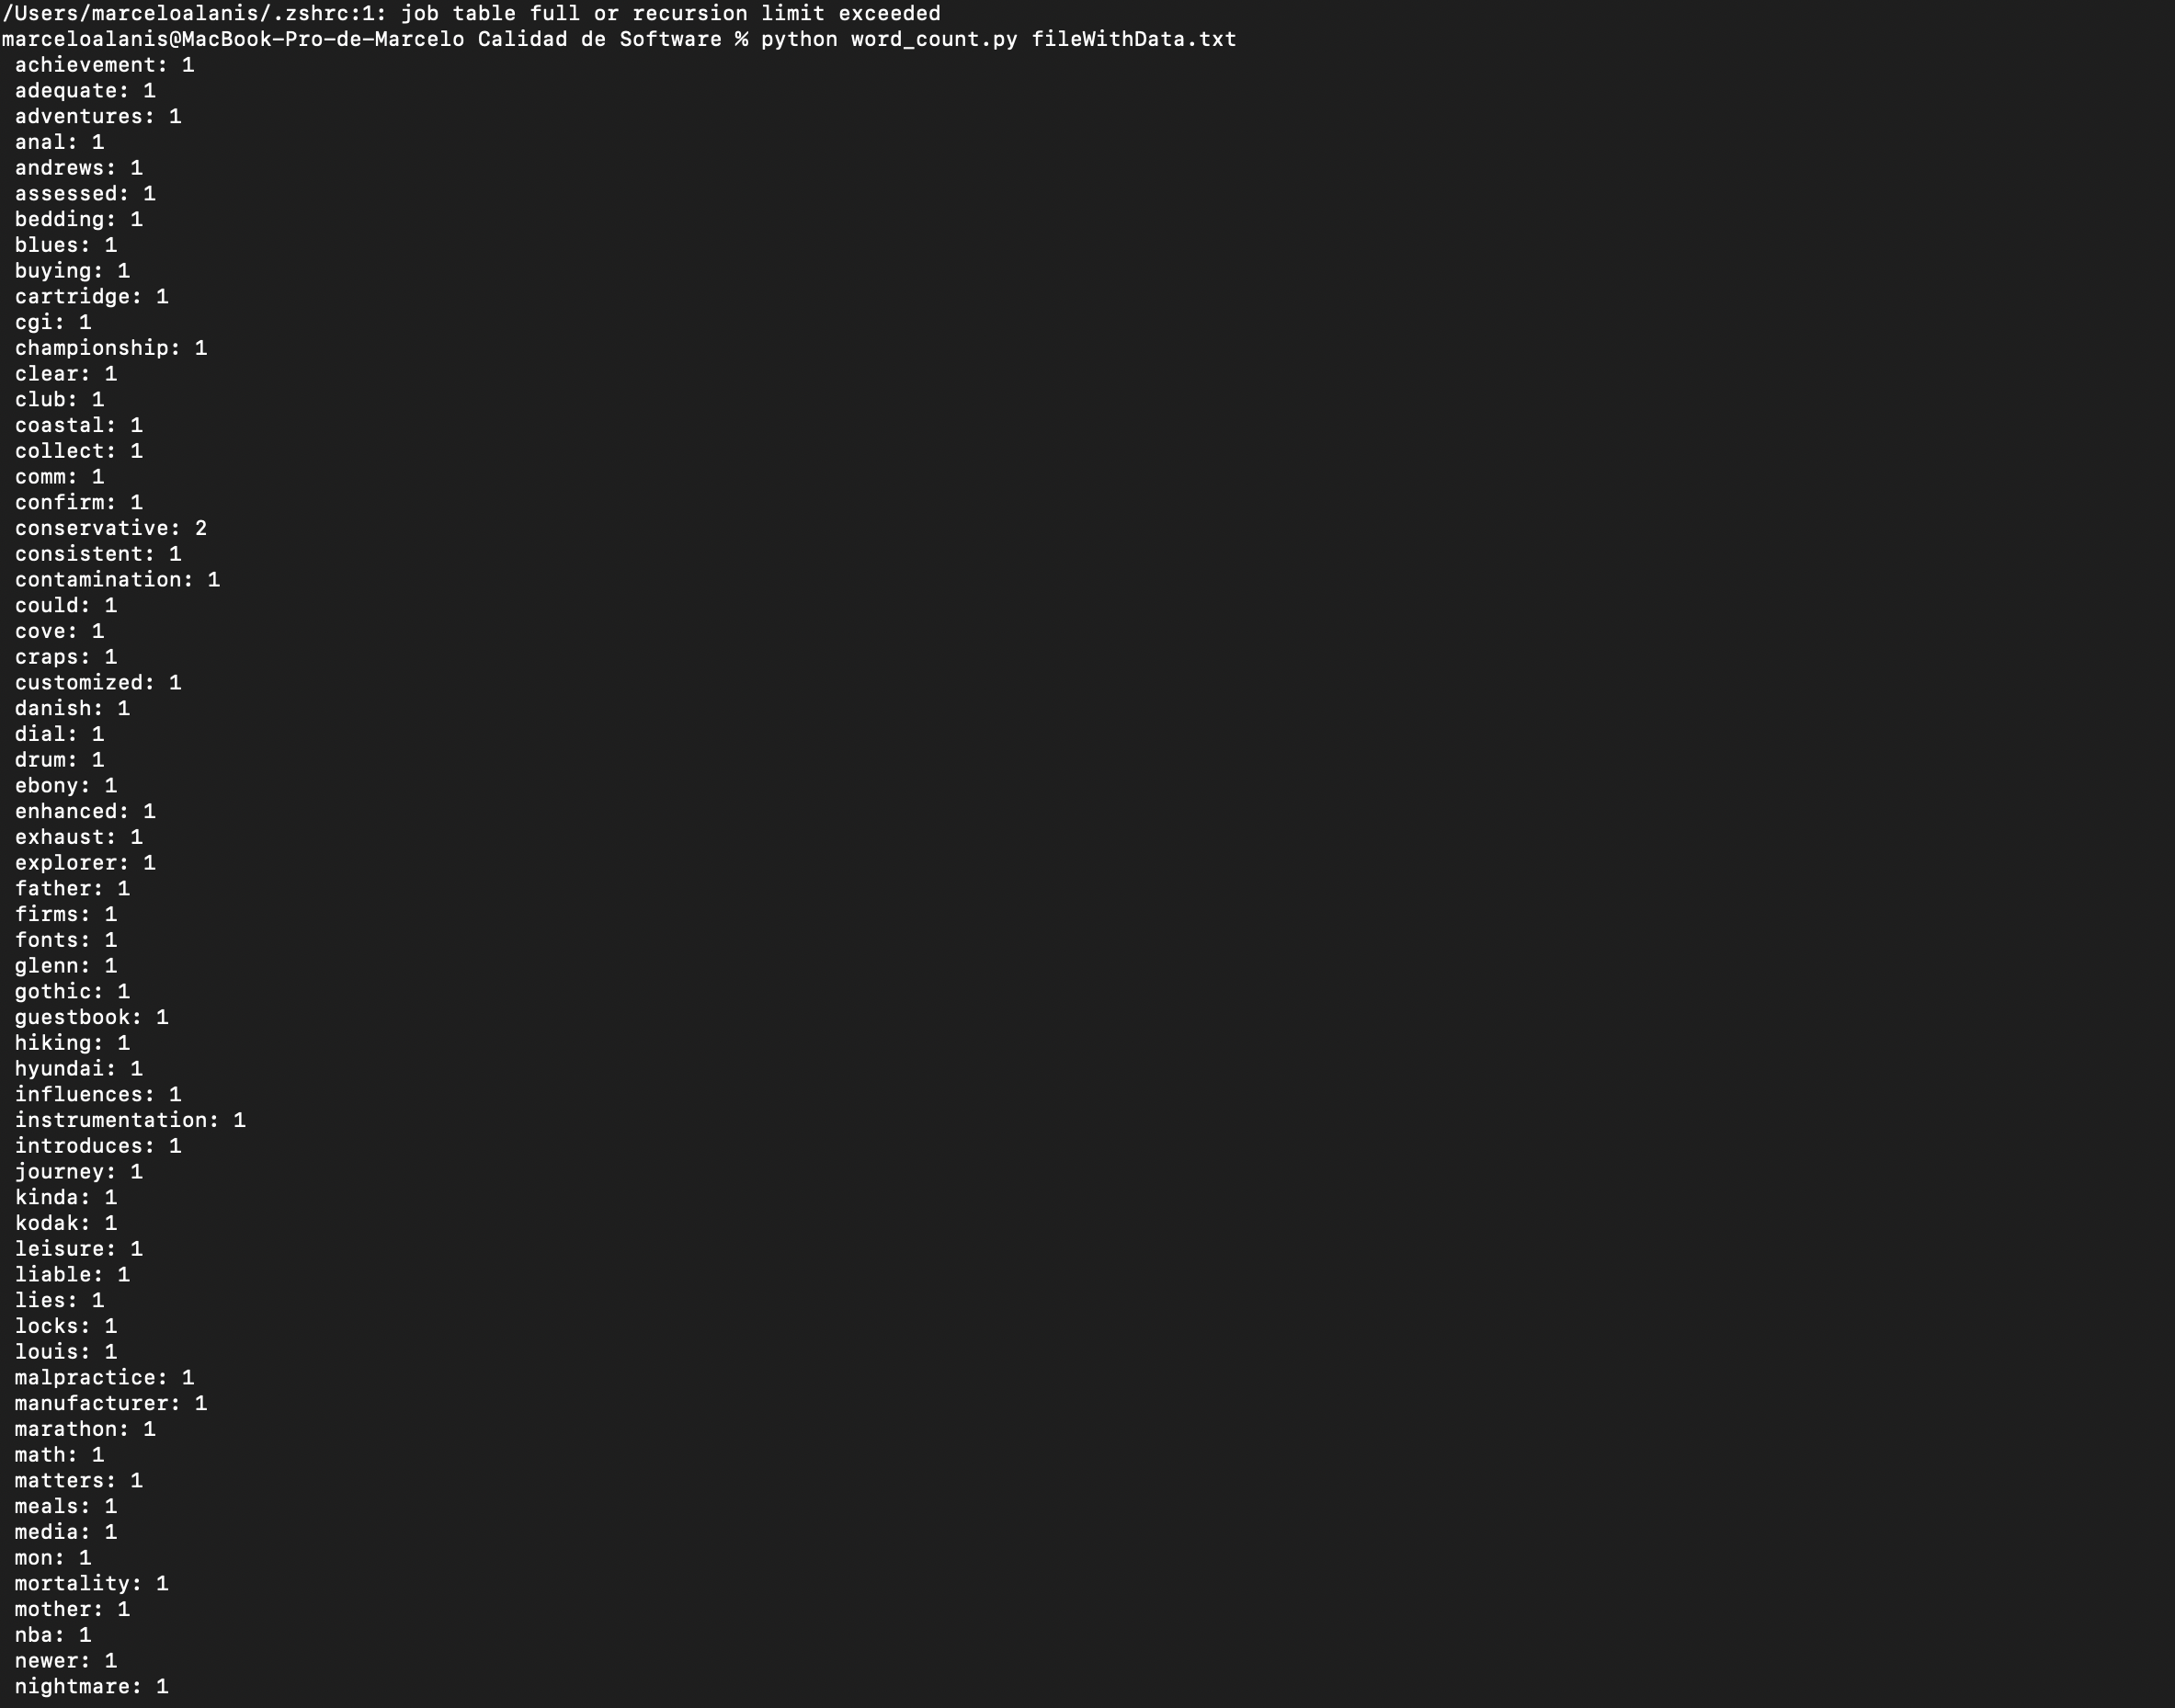 /Users/marceloalanis/.zshrc:1: job table full or recursion limit exceeded
marceloalanis@MacBook-Pro-de-Marcelo Calidad de Software % python word_count.py fileWithData.txt
achievement: 1
adequate: 1
adventures: 1
anal: 1
andrews: 1
assessed: 1
bedding: 1
blues: 1
buying: 1
cartridge: 1
cgi: 1
championship: 1
clear: 1
club: 1
coastal: 1
collect: 1
comm: 1
confirm: 1
conservative: 2
consistent: 1
contamination: 1
could: 1
cove: 1
craps: 1
customized: 1
danish: 1
dial: 1
drum: 1
ebony: 1
enhanced: 1
exhaust: 1
explorer: 1
father: 1
firms: 1
fonts: 1
glenn: 1
gothic: 1
guestbook: 1
hiking: 1
hyundai: 1
influences: 1
instrumentation: 1
introduces: 1
journey: 1
kinda: 1
kodak: 1
leisure: 1
liable: 1
lies: 1
locks: 1
louis: 1
malpractice: 1
manufacturer: 1
marathon: 1
math: 1
matters: 1
meals: 1
media: 1
mon: 1
mortality: 1
mother: 1
nba: 1
newer: 1
nightmare: 1